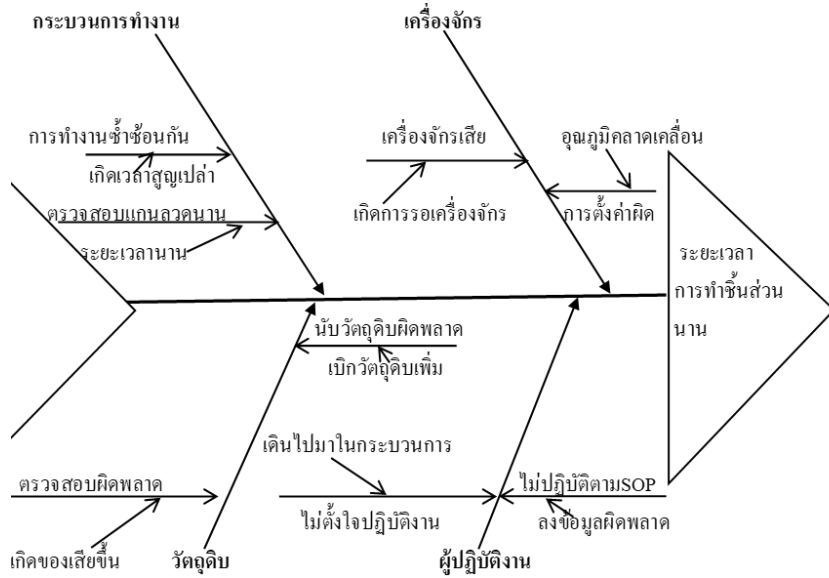 กระบวนการทำงาน
เครื่องจักร
การทำงานซ้ำซ้อนกัน
เกิดเวลาสูญเปล่า
ตรวจสอบแกนลวดนาน
ระยะเวลานาน
เครื่องจักรเสีย
เกิดการรอเครื่องจักร
อุณภูมิคลาดเคลื่อน
การตั้งค่าผิด
ระยะเวลา
การทำชิ้นส่วน
นาน
นับวัตถุดิบผิดพลาด
เบิกวัตถุดิบเพิ่ม
ตรวจสอบผิดพลาด
เกิดของเสียขึ้น
วัตถุดิบ
เดินไปมาในกระบวนการ
ไม่ตั้งใจปฏิบัติงาน
ไม่ปฏิบัติตามSOP
ลงข้อมูลผิดพลาด
ผู้ปฏิบัติงาน